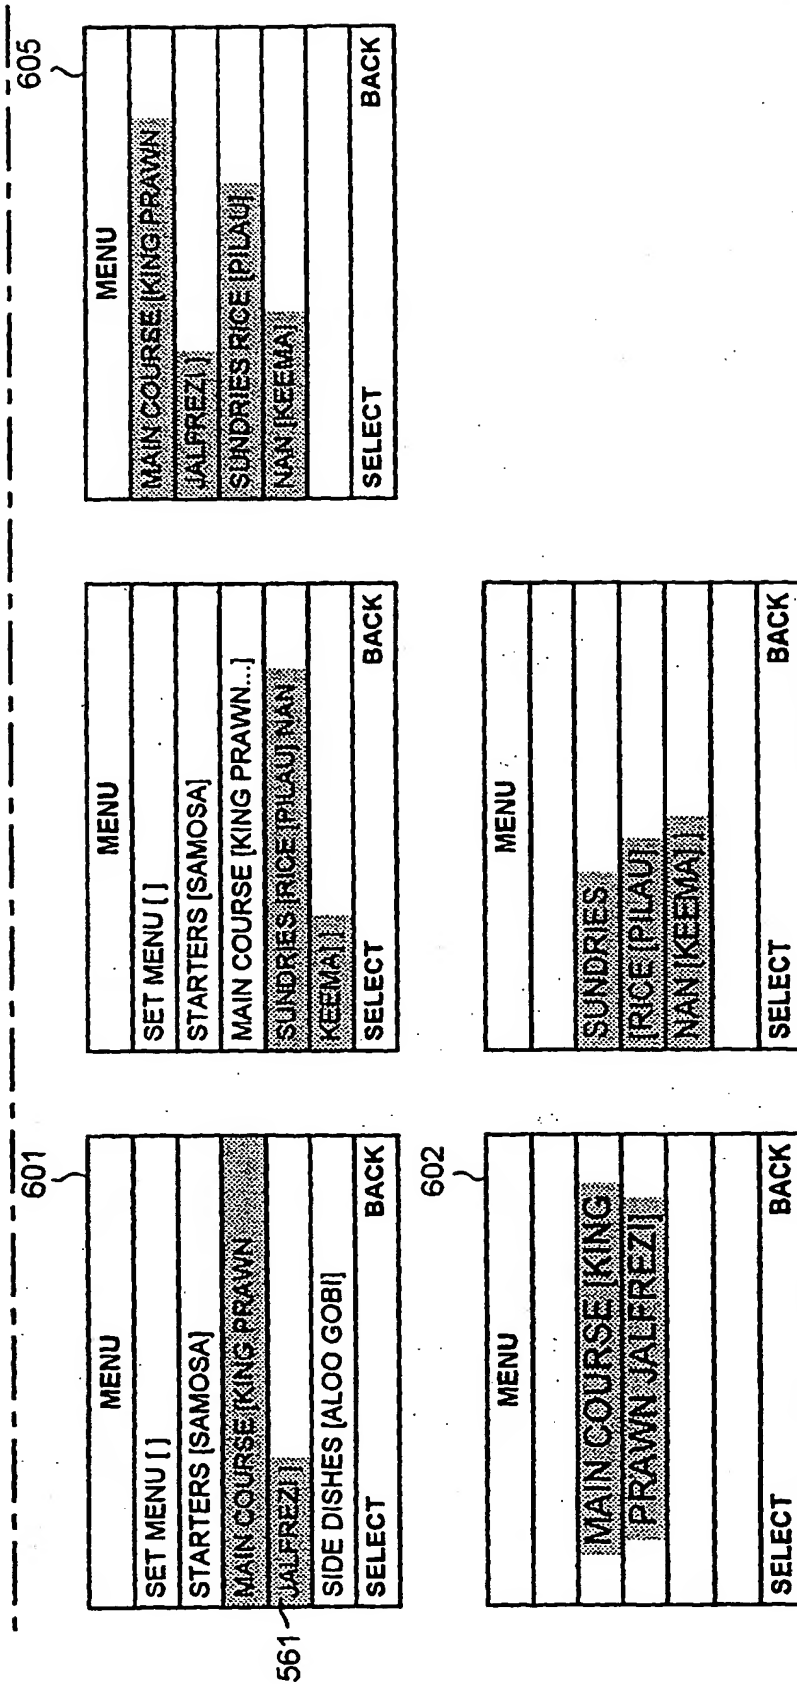 601
MENU
SET MENU [ ]
STARTERS [SAMOSA]
MAIN COURSE [KING PRAWN
JALFREZI ]
SIDE DISHES [ALOO GOBI]
SELECT BACK
561
MENU
SET MENU [ ]
STARTERS [SAMOSA]
MAIN COURSE [KING PRAWN...]
SUNDRIES [RICE [PILAU] NAN
[KEEMA] ]
SELECT BACK
605
MENU
MAIN COURSE [KING PRAWN
JALFREZI ]
SUNDRIES RICE [PILAU]
NAN [KEEMA]
SELECT BACK
602
MENU
MAIN COURSE [KING
PRAWN JALFREZI]
SELECT BACK
MENU
SUNDRIES
[RICE [PILAU]
NAN [KEEMA] ]
SELECT BACK